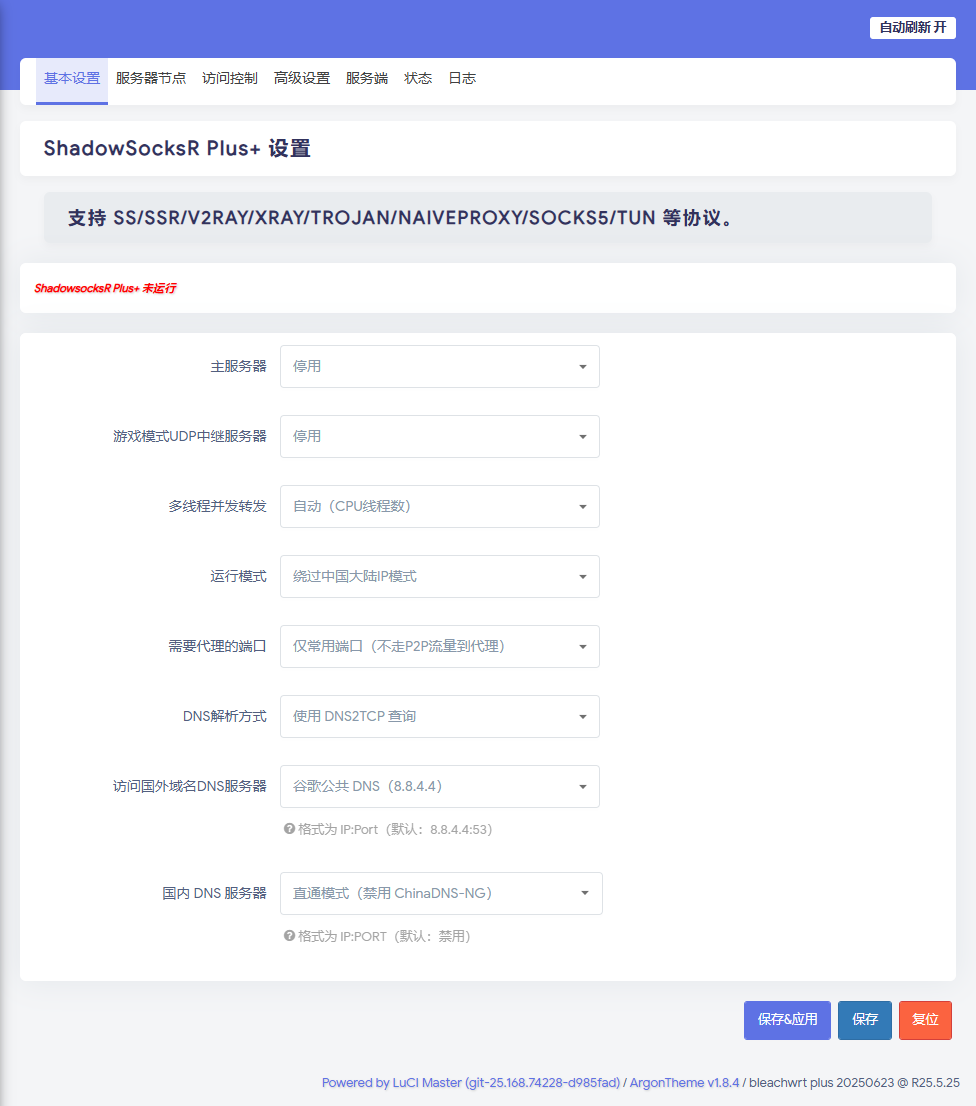 自动刷新 开
基本设置 服务器节点 访问控制 高级设置 服务端 状态 日志
ShadowSocksR Plus+ 设置
支持 SS/SSR/V2RAY/XRAY/TROJAN/NAIVEPROXY/SOCKS5/TUN 等协议。
ShadowsocksR Plus+ 未运行
主服务器 停用
游戏模式UDP中继服务器 停用
多线程并发转发 自动（CPU线程数）
运行模式 绕过中国大陆IP模式
需要代理的端口 仅常用端口（不走P2P流量到代理）
DNS解析方式 使用 DNS2TCP 查询
访问国外域名DNS服务器 谷歌公共 DNS（8.8.4.4）
格式为 IP:Port（默认：8.8.4.4:53）
国内 DNS 服务器 直通模式（禁用 ChinaDNS-NG）
格式为 IP:PORT（默认：禁用）
保存&应用 保存 复位
Powered by LuCI Master (git-25.168.74228-d985fad) / ArgonTheme v1.8.4 / bleachwrt plus 20250623 @ R25.5.25